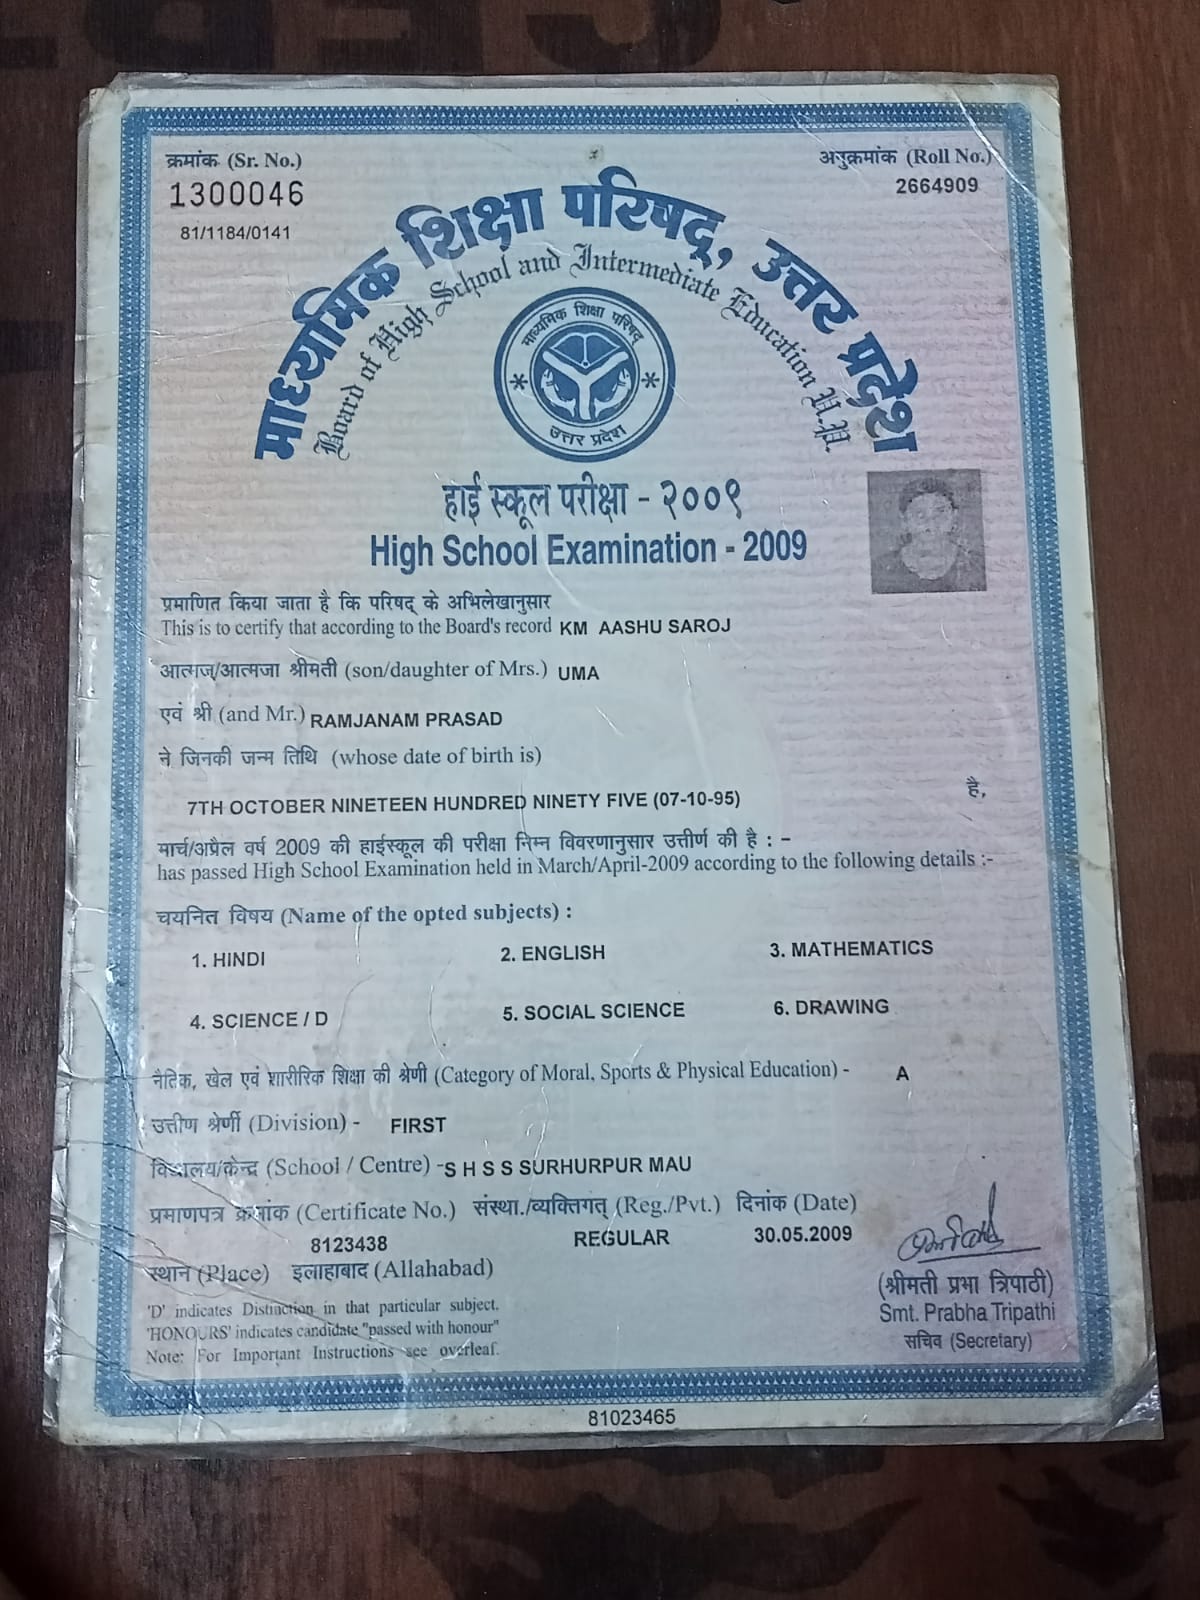 क्रमांक (Sr. No.)
1300046
81/1184/0141
अनुक्रमांक (Roll No.)
2664909
माध्यमिक शिक्षा परिषद्, उत्तर प्रदेश
Board of High School and Intermediate Education U.P.
माध्यमिक शिक्षा परिषद्
उत्तर प्रदेश
हाई स्कूल परीक्षा - २००९
High School Examination - 2009
प्रमाणित किया जाता है कि परिषद् के अभिलेखानुसार
This is to certify that according to the Board's record KM AASHU SAROJ
आत्मज/आत्मजा श्रीमती (son/daughter of Mrs.) UMA
एवं श्री (and Mr.) RAMJANAM PRASAD
ने जिनकी जन्म तिथि (whose date of birth is)
7TH OCTOBER NINETEEN HUNDRED NINETY FIVE (07-10-95) है,
मार्च/अप्रैल वर्ष 2009 की हाईस्कूल की परीक्षा निम्न विवरणानुसार उत्तीर्ण की है : -
has passed High School Examination held in March/April-2009 according to the following details :-
चयनित विषय (Name of the opted subjects) :
1. HINDI 2. ENGLISH 3. MATHEMATICS
4. SCIENCE / D 5. SOCIAL SCIENCE 6. DRAWING
नैतिक, खेल एवं शारीरिक शिक्षा की श्रेणी (Category of Moral, Sports & Physical Education) - A
उत्तीण श्रेर्णी (Division) - FIRST
विद्यालय/केन्द्र (School / Centre) -S H S S SURHURPUR MAU
प्रमाणपत्र क्रमांक (Certificate No.) संस्था./व्यक्तिगत् (Reg./Pvt.) दिनांक (Date)
8123438 REGULAR 30.05.2009
स्थान (Place) इलाहाबाद (Allahabad)
(श्रीमती प्रभा त्रिपाठी)
Smt. Prabha Tripathi
सचिव (Secretary)
'D' indicates Distinction in that particular subject.
'HONOURS' indicates candidate "passed with honour"
Note: For Important Instructions see overleaf.
81023465